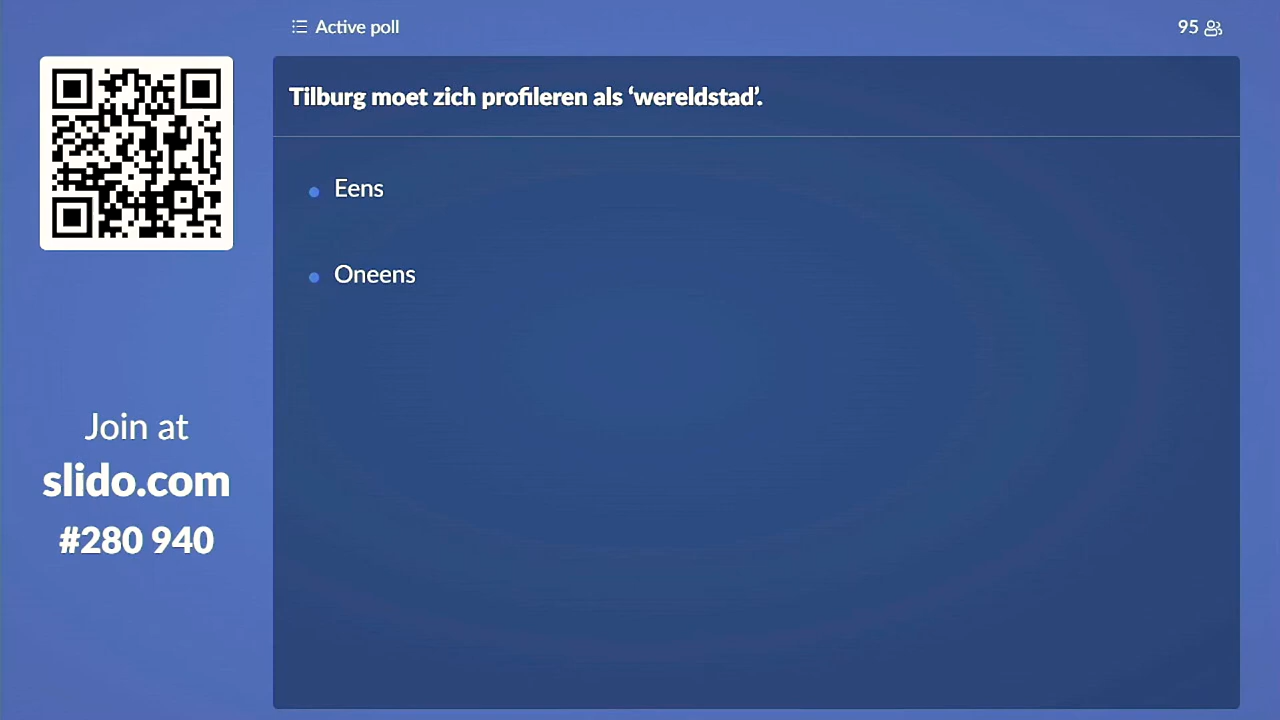 Active poll
95
Tilburg moet zich profileren als ‘wereldstad’.
Eens
Oneens
Join at
slido.com
#280 940